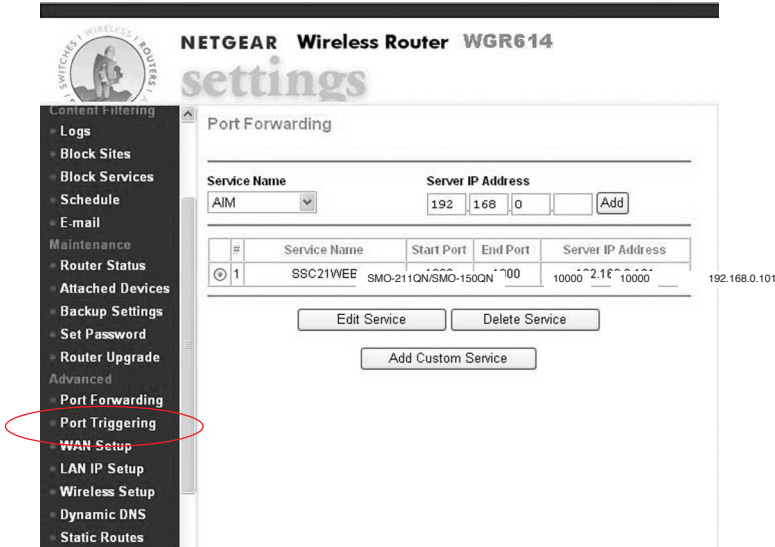 SWITCHES | WIRELESS | ROUTERS |
NETGEAR Wireless Router WGR614
settings
Content Filtering
Logs
Block Sites
Block Services
Schedule
E-mail
Maintenance
Router Status
Attached Devices
Backup Settings
Set Password
Router Upgrade
Advanced
Port Forwarding
Port Triggering
WAN Setup
LAN IP Setup
Wireless Setup
Dynamic DNS
Static Routes
Port Forwarding
Service Name Server IP Address
AIM 192 . 168 . 0 . Add
# Service Name Start Port End Port Server IP Address
1 SSC21WEB
SMO-211QN/SMO-150QN 10000 10000 192.168.0.101
Edit Service Delete Service
Add Custom Service